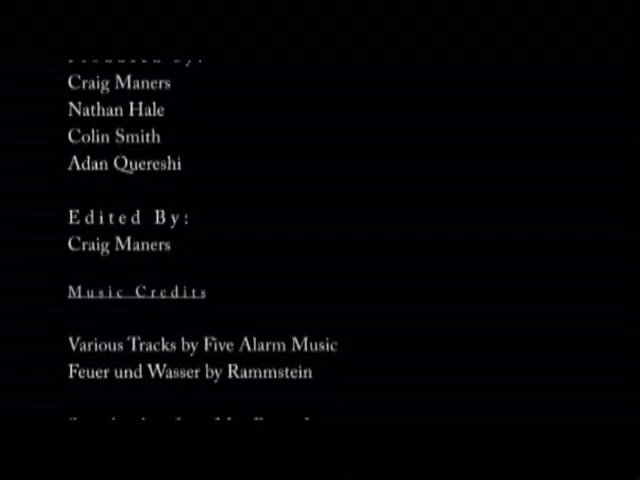 Craig Maners
Nathan Hale
Colin Smith
Adan Quereshi
Edited By:
Craig Maners
Music Credits
Various Tracks by Five Alarm Music
Feuer und Wasser by Rammstein